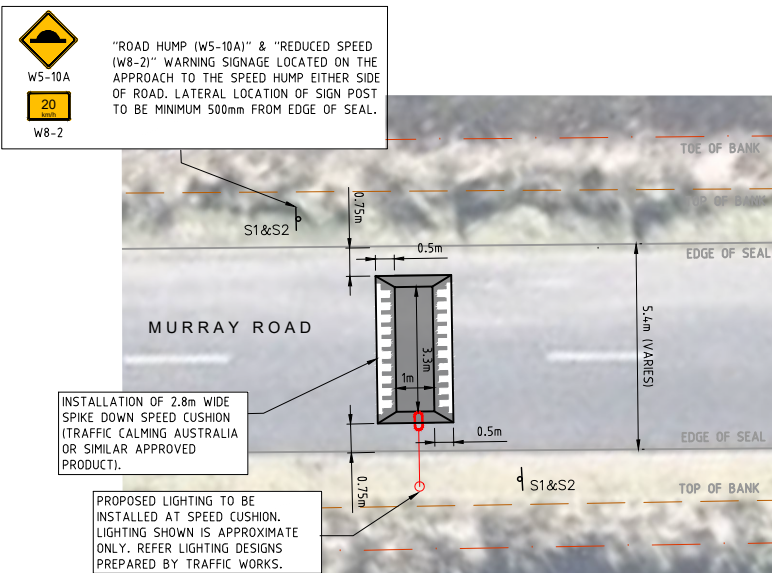 W5-10A
20
km/h
W8-2
"ROAD HUMP (W5-10A)" & "REDUCED SPEED
(W8-2)" WARNING SIGNAGE LOCATED ON THE
APPROACH TO THE SPEED HUMP EITHER SIDE
OF ROAD. LATERAL LOCATION OF SIGN POST
TO BE MINIMUM 500mm FROM EDGE OF SEAL.
TOE OF BANK
TOP OF BANK
S1&S2
0.75m
0.5m
EDGE OF SEAL
MURRAY ROAD
3.3m
1m
5.4m (VARIES)
INSTALLATION OF 2.8m WIDE
SPIKE DOWN SPEED CUSHION
(TRAFFIC CALMING AUSTRALIA
OR SIMILAR APPROVED
PRODUCT).
0.5m
EDGE OF SEAL
0.75m
S1&S2
TOP OF BANK
PROPOSED LIGHTING TO BE
INSTALLED AT SPEED CUSHION.
LIGHTING SHOWN IS APPROXIMATE
ONLY. REFER LIGHTING DESIGNS
PREPARED BY TRAFFIC WORKS.